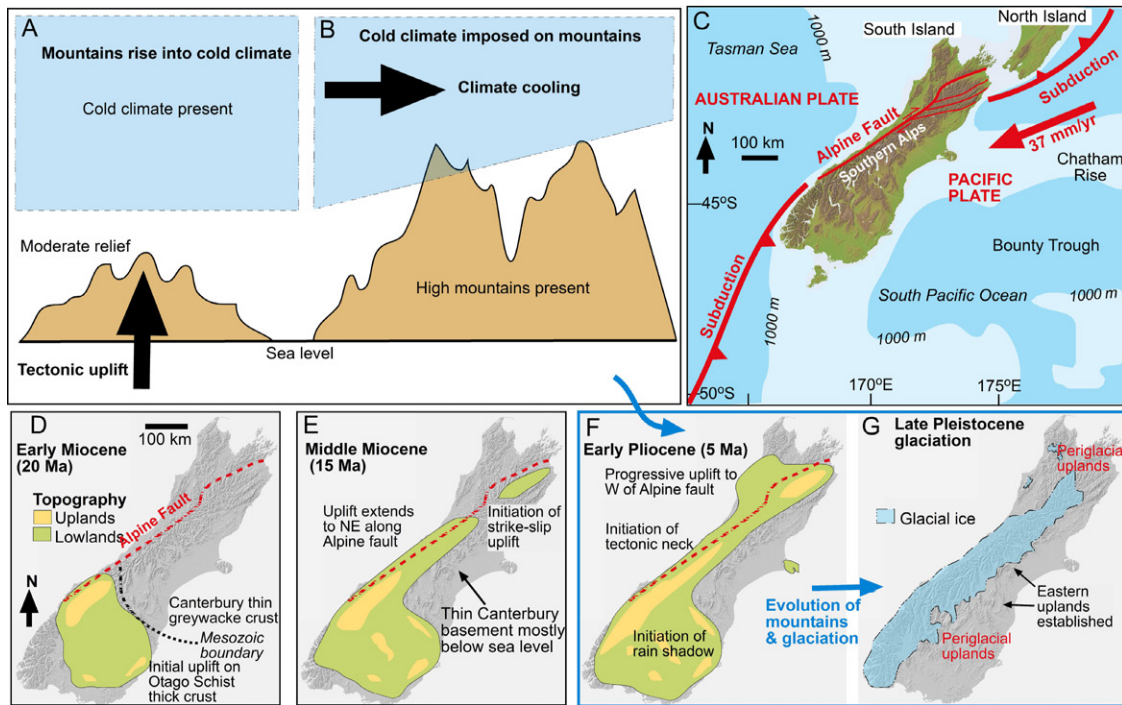 A
Mountains rise into cold climate
Cold climate present
Moderate relief
Tectonic uplift
Sea level
B
Cold climate imposed on mountains
Climate cooling
High mountains present
C
North Island
South Island
Tasman Sea
1000 m
1000 m
Subduction
AUSTRALIAN PLATE
Alpine Fault
Southern Alps
N
100 km
37 mm/yr
Chatham
Rise
PACIFIC
PLATE
45ºS
Bounty Trough
Subduction
South Pacific Ocean
1000 m
1000 m
1000 m
170ºE
175ºE
50ºS
D
100 km
Early Miocene
(20 Ma)
Topography
Uplands
Lowlands
Alpine Fault
N
Canterbury thin
greywacke crust
Mesozoic
boundary
Initial uplift on
Otago Schist
thick crust
E
Middle Miocene
(15 Ma)
Uplift extends
to NE along
Alpine fault
Initiation of
strike-slip
uplift
Thin Canterbury
basement mostly
below sea level
F
Early Pliocene (5 Ma)
Progressive uplift to
W of Alpine fault
Initiation of
tectonic neck
Initiation of
rain shadow
Evolution of
mountains
& glaciation
G
Late Pleistocene
glaciation
Periglacial
uplands
Glacial ice
Eastern
uplands
established
Periglacial
uplands